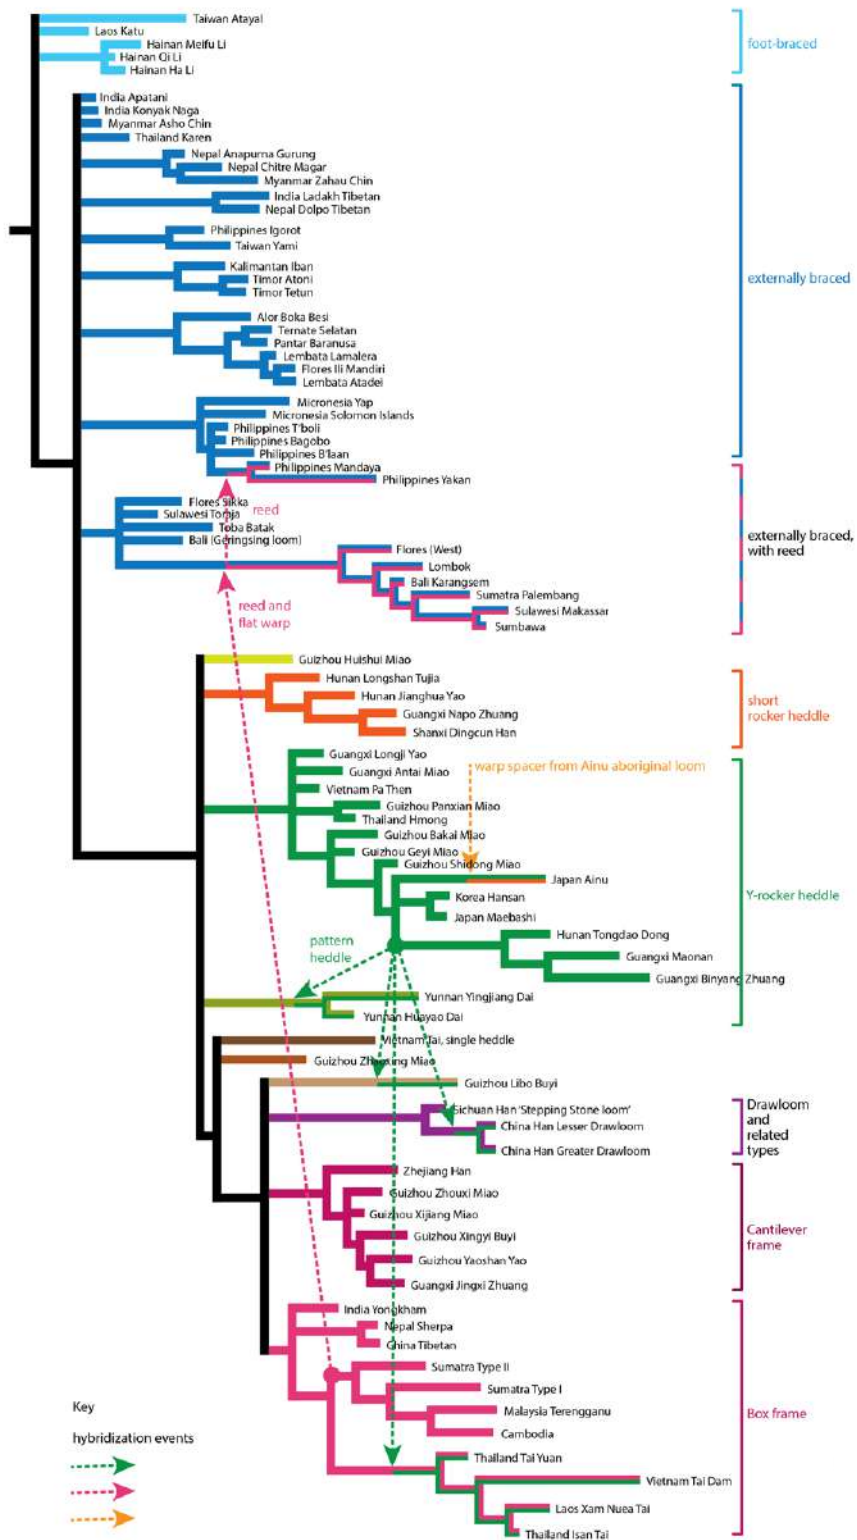 Taiwan Atayal
Laos Katu
Hainan Meifu Li
Hainan Qi Li
Hainan Ha Li
foot-braced
India Apatani
India Konyak Naga
Myanmar Asho Chin
Thailand Karen
Nepal Anapurna Gurung
Nepal Chitre Magar
Myanmar Zahau Chin
India Ladakh Tibetan
Nepal Dolpo Tibetan
Philippines Igorot
Taiwan Yami
Kalimantan Iban
Timor Atoni
Timor Tetun
externally braced
Alor Boka Besi
Ternate Selatan
Pantar Baranusa
Lembata Lamalera
Flores Ili Mandiri
Lembata Atadei
Micronesia Yap
Micronesia Solomon Islands
Philippines T'boli
Philippines Bagobo
Philippines B'laan
Philippines Mandaya
Philippines Yakan
Flores Sikka
reed
Sulawesi Toraja
Toba Batak
Bali (Geringsing loom)
externally braced,
with reed
Flores (West)
Lombok
Bali Karangsem
Sumatra Palembang
reed and
flat warp
Sulawesi Makassar
Sumbawa
Guizhou Huishui Miao
Hunan Longshan Tujia
Hunan Jianghua Yao
Guangxi Napo Zhuang
Shanxi Dingcun Han
short
rocker heddle
Guangxi Longji Yao
warp spacer from Ainu aboriginal loom
Guangxi Antai Miao
Vietnam Pa Then
Guizhou Panxian Miao
Thailand Hmong
Guizhou Bakai Miao
Guizhou Geyi Miao
Guizhou Shidong Miao
Japan Ainu
Korea Hansan
Japan Maebashi
Y-rocker heddle
Hunan Tongdao Dong
pattern
heddle
Guangxi Maonan
Guangxi Binyang Zhuang
Yunnan Yingjiang Dai
Yunnan Huayao Dai
Vietnam Tai, single heddle
Guizhou Zhaoxing Miao
Guizhou Libo Buyi
Sichuan Han 'Stepping Stone loom'
China Han Lesser Drawloom
China Han Greater Drawloom
Drawloom
and
related
types
Zhejiang Han
Guizhou Zhouxi Miao
Guizhou Xijiang Miao
Guizhou Xingyi Buyi
Guizhou Yaoshan Yao
Guangxi Jingxi Zhuang
Cantilever
frame
India Yongkham
Nepal Sherpa
China Tibetan
Sumatra Type II
Sumatra Type I
Malaysia Terengganu
Cambodia
Box frame
Key
hybridization events
Thailand Tai Yuan
Vietnam Tai Dam
Laos Xam Nuea Tai
Thailand Isan Tai